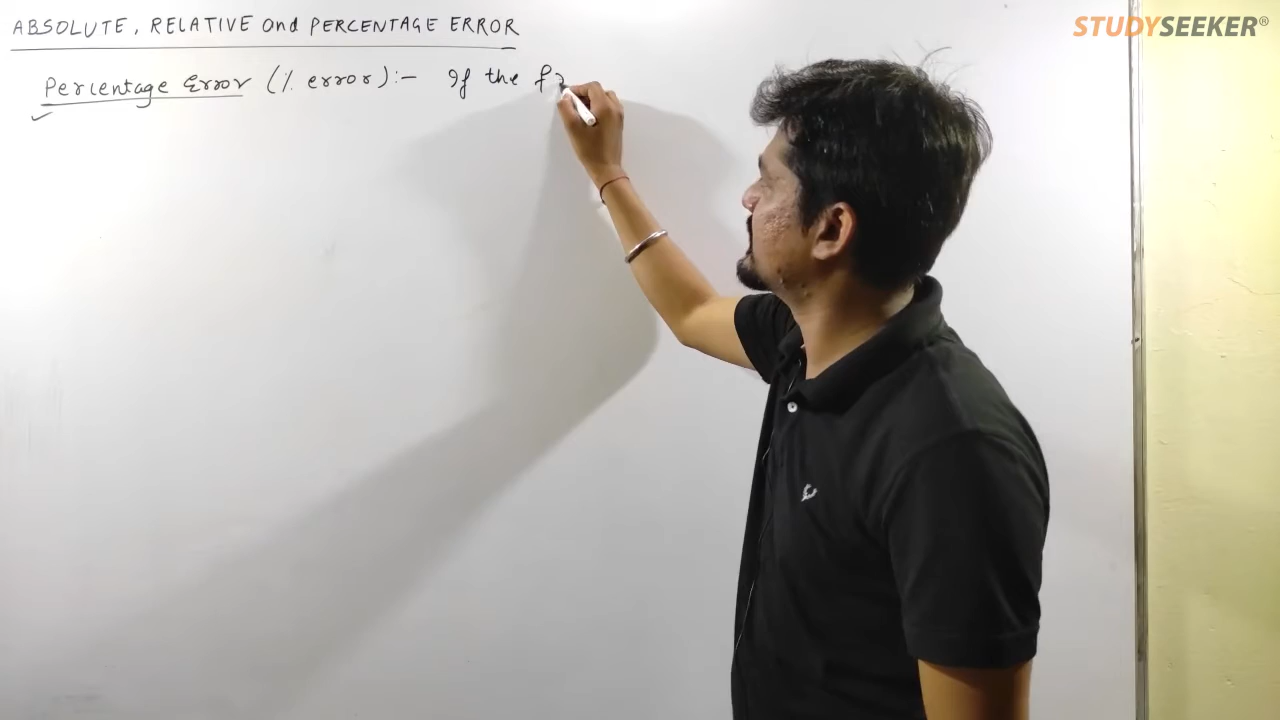 ABSOLUTE, RELATIVE and PERCENTAGE ERROR
STUDYSEEKER®
Percentage Error (% error):- If the